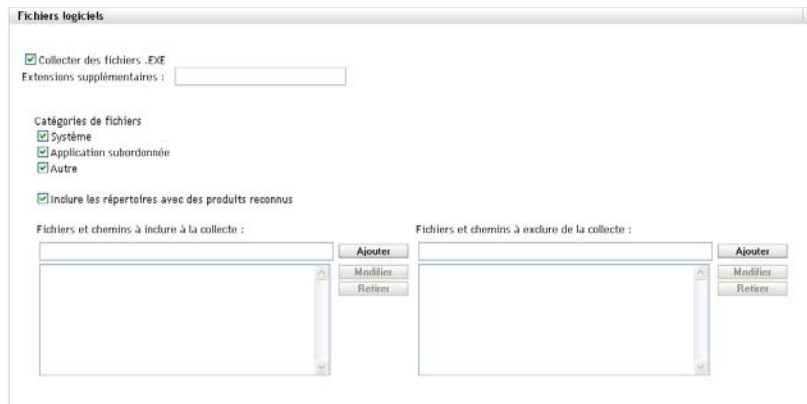 Fichiers logiciels
Collecter des fichiers .EXE
Extensions supplémentaires :
Catégories de fichiers
Système
Application subordonnée
Autre
Inclure les répertoires avec des produits reconnus
Fichiers et chemins à inclure à la collecte :
Ajouter
Modifier
Retirer
Fichiers et chemins à exclure de la collecte :
Ajouter
Modifier
Retirer